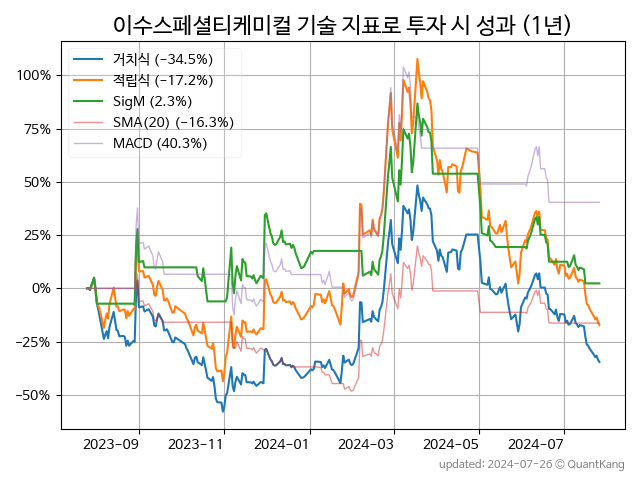 이수스페셜티케미컬 기술 지표로 투자 시 성과 (1년)
거치식 (−34.5%)
적립식 (−17.2%)
SigM (2.3%)
SMA(20) (−16.3%)
MACD (40.3%)
100%
75%
50%
25%
0%
−25%
−50%
2023−09 2023−11 2024−01 2024−03 2024−05 2024−07
updated: 2024-07-26 © QuantKang